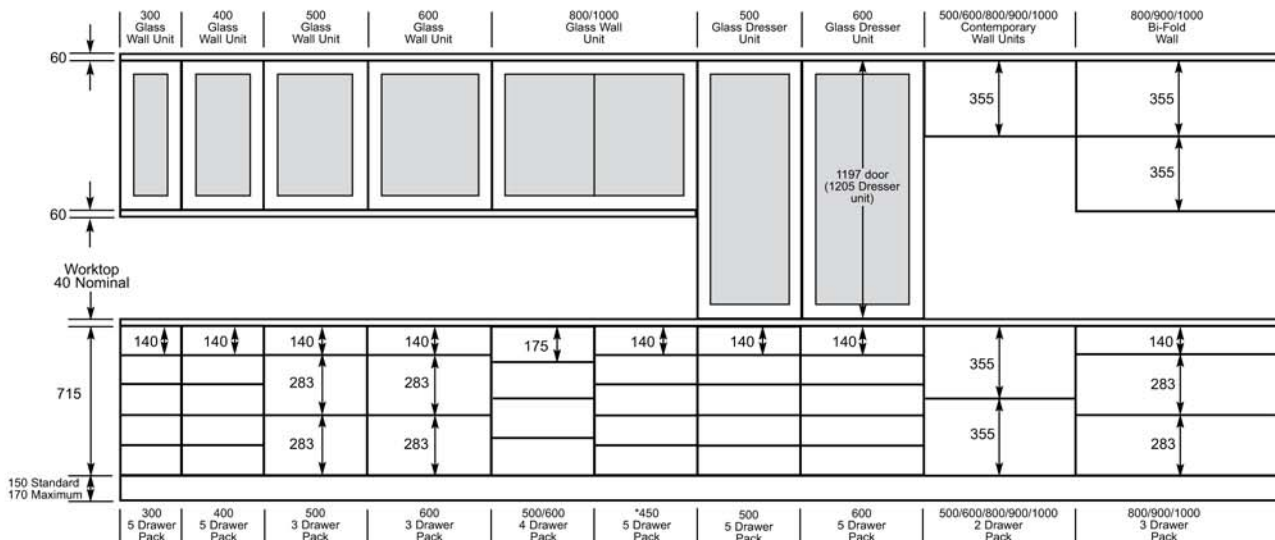 300
Glass
Wall Unit
400
Glass
Wall Unit
500
Glass
Wall Unit
600
Glass
Wall Unit
800/1000
Glass Wall
Unit
500
Glass Dresser
Unit
600
Glass Dresser
Unit
500/600/800/900/1000
Contemporary
Wall Units
800/900/1000
Bi-Fold
Wall
60
355
355
1197 door
(1205 Dresser
unit)
355
60
Worktop
40 Nominal
140
140
140
140
175
140
140
140
355
140
715
283
283
283
283
283
355
283
150 Standard
170 Maximum
300
5 Drawer
Pack
400
5 Drawer
Pack
500
3 Drawer
Pack
600
3 Drawer
Pack
500/600
4 Drawer
Pack
*450
5 Drawer
Pack
500
5 Drawer
Pack
600
5 Drawer
Pack
500/600/800/900/1000
2 Drawer
Pack
800/900/1000
3 Drawer
Pack